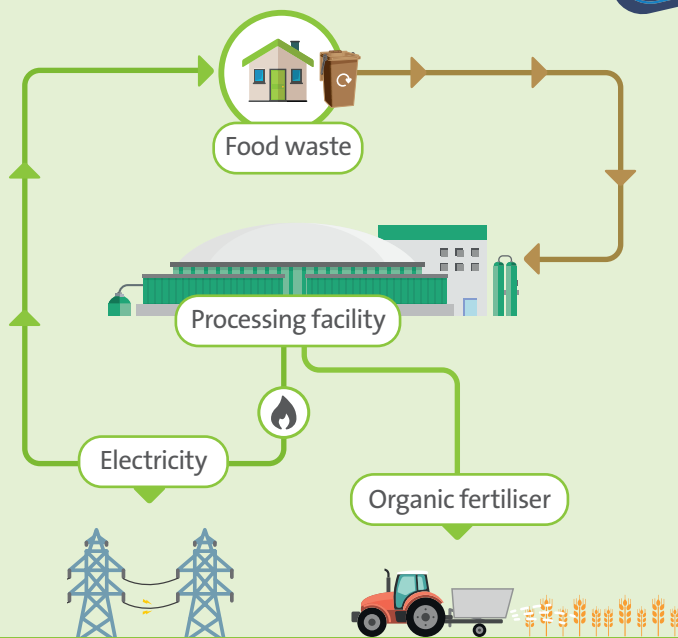 Food waste
Processing facility
Electricity
Organic fertiliser